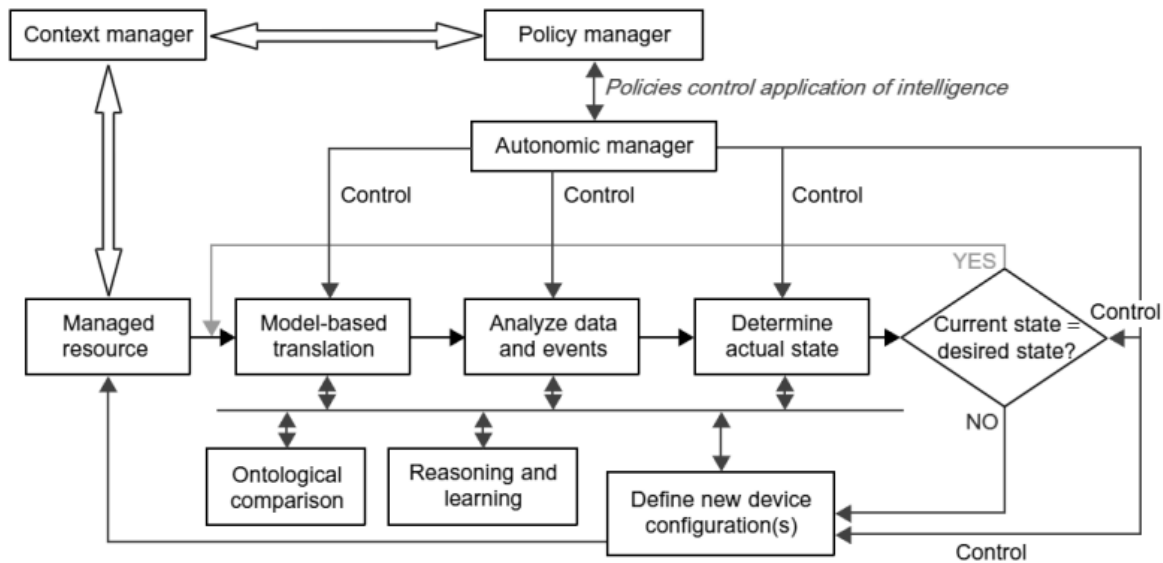 Context manager
Policy manager
Policies control application of intelligence
Autonomic manager
Control
Control
Control
YES
Control
Managed
resource
Model-based
translation
Analyze data
and events
Determine
actual state
Current state =
desired state?
NO
Ontological
comparison
Reasoning and
learning
Define new device
configuration(s)
Control